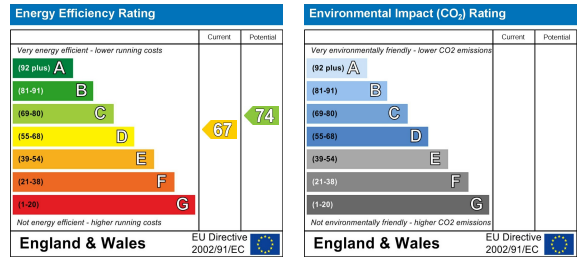 Energy Efficiency Rating
Current Potential
Very energy efficient - lower running costs
(92 plus) A
(81-91) B
(69-80) C
(55-68) D
(39-54) E
(21-38) F
(1-20) G
67
74
Not energy efficient - higher running costs
England & Wales
EU Directive
2002/91/EC
Environmental Impact (CO2) Rating
Current Potential
Very environmentally friendly - lower CO2 emissions
(92 plus) A
(81-91) B
(69-80) C
(55-68) D
(39-54) E
(21-38) F
(1-20) G
Not environmentally friendly - higher CO2 emissions
England & Wales
EU Directive
2002/91/EC